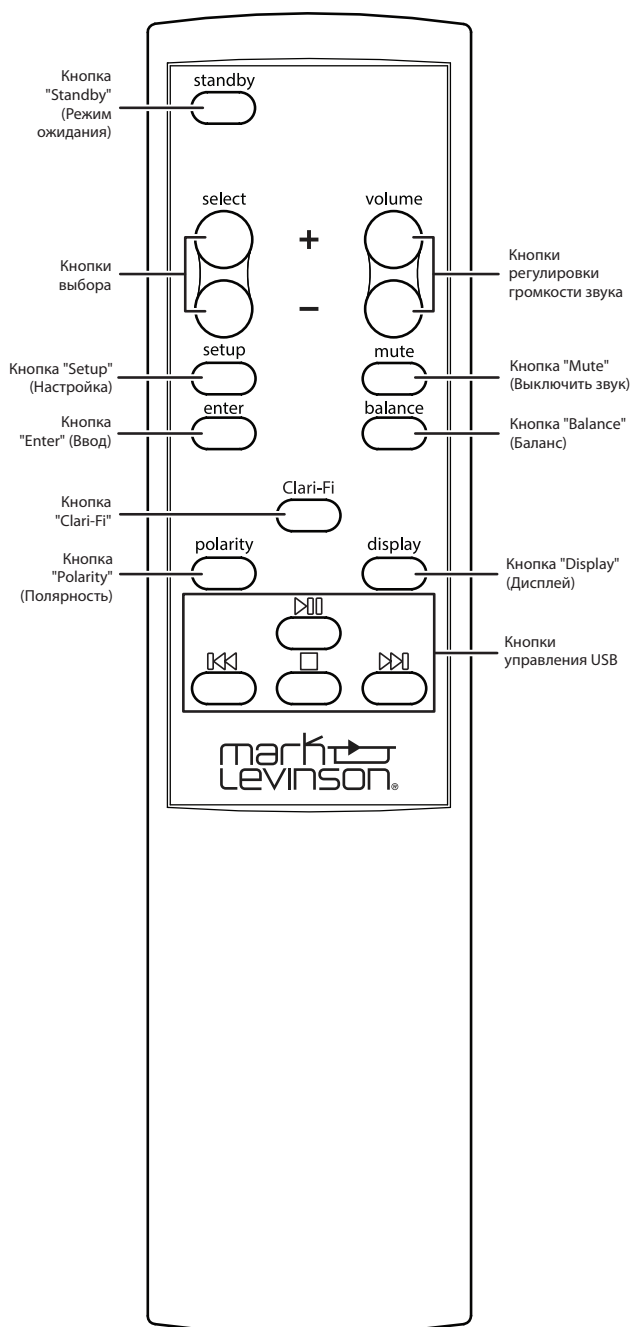 Кнопка
"Standby"
(Режим
ожидания)
standby
select
volume
+
Кнопки
выбора
Кнопки
регулировки
громкости звука
−
setup
mute
Кнопка "Setup"
(Настройка)
Кнопка "Mute"
(Выключить звук)
enter
balance
Кнопка
"Enter" (Ввод)
Кнопка "Balance"
(Баланс)
Clari-Fi
Кнопка
"Clari-Fi"
polarity
display
Кнопка
"Polarity"
(Полярность)
Кнопка "Display"
(Дисплей)
Кнопки
управления USB
mark
Levinson®